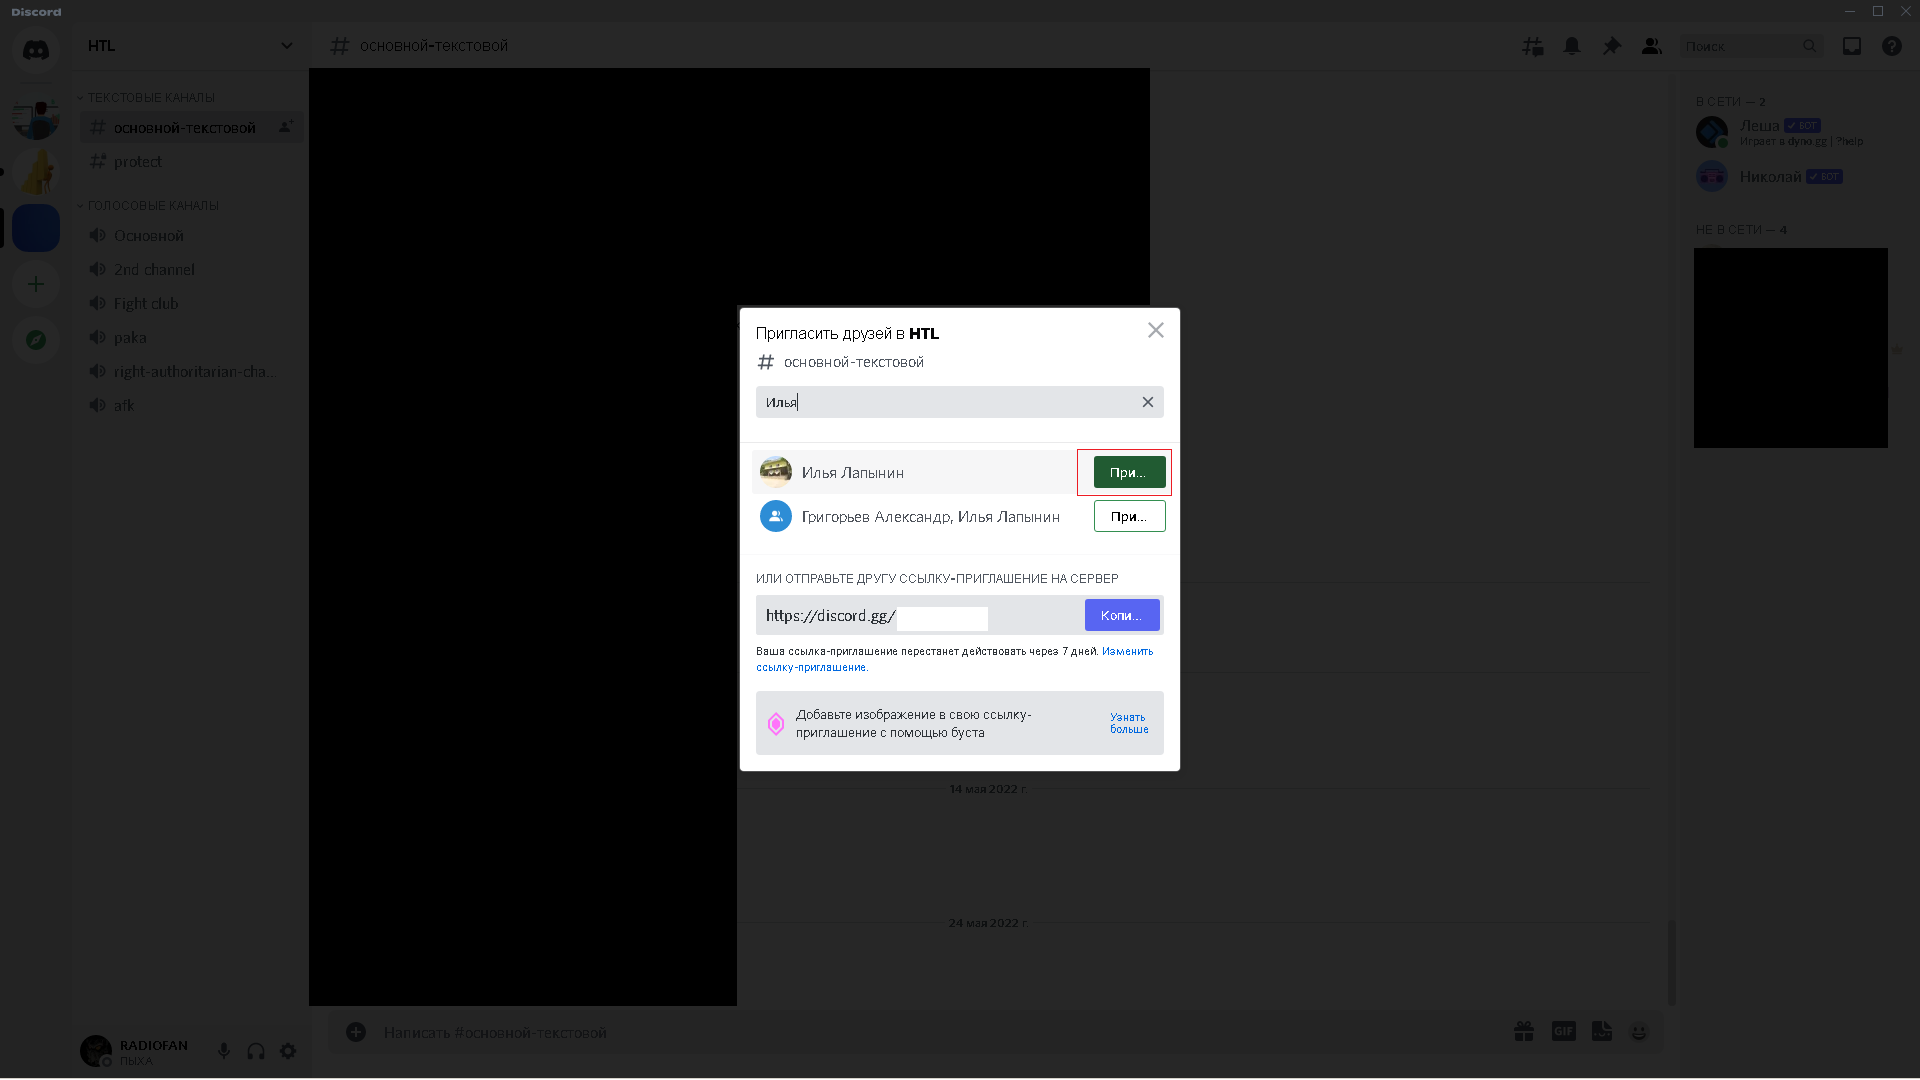 Discord
HTL
основной-текстовой
Поиск
ТЕКСТОВЫЕ КАНАЛЫ
основной-текстовой
protect
ГОЛОСОВЫЕ КАНАЛЫ
Основной
2nd channel
Fight club
paka
right-authoritarian-cha...
afk
В СЕТИ — 2
Леша ✓ БОТ
Играет в dyno.gg | ?help
Николай ✓ БОТ
НЕ В СЕТИ — 4
Пригласить друзей в HTL
основной-текстовой
Илья
Илья Лапынин
При...
Григорьев Александр, Илья Лапынин
При...
ИЛИ ОТПРАВЬТЕ ДРУГУ ССЫЛКУ-ПРИГЛАШЕНИЕ НА СЕРВЕР
https://discord.gg/
Копи...
Ваша ссылка-приглашение перестанет действовать через 7 дней. Изменить
ссылку-приглашение.
Добавьте изображение в свою ссылку-
приглашение с помощью буста
Узнать
больше
14 мая 2022 г.
24 мая 2022 г.
Написать #основной-текстовой
GIF
RADIOFAN
ПЫХА